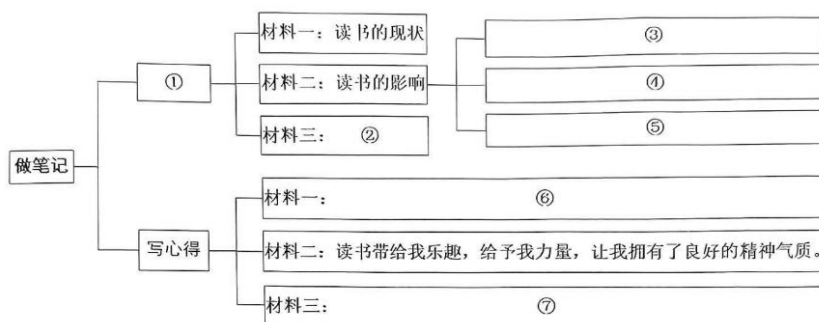 材料一：读书的现状
③
①
材料二：读书的影响
④
材料三： ②
⑤
做笔记
材料一： ⑥
写心得
材料二：读书带给我乐趣，给予我力量，让我拥有了良好的精神气质。
材料三： ⑦